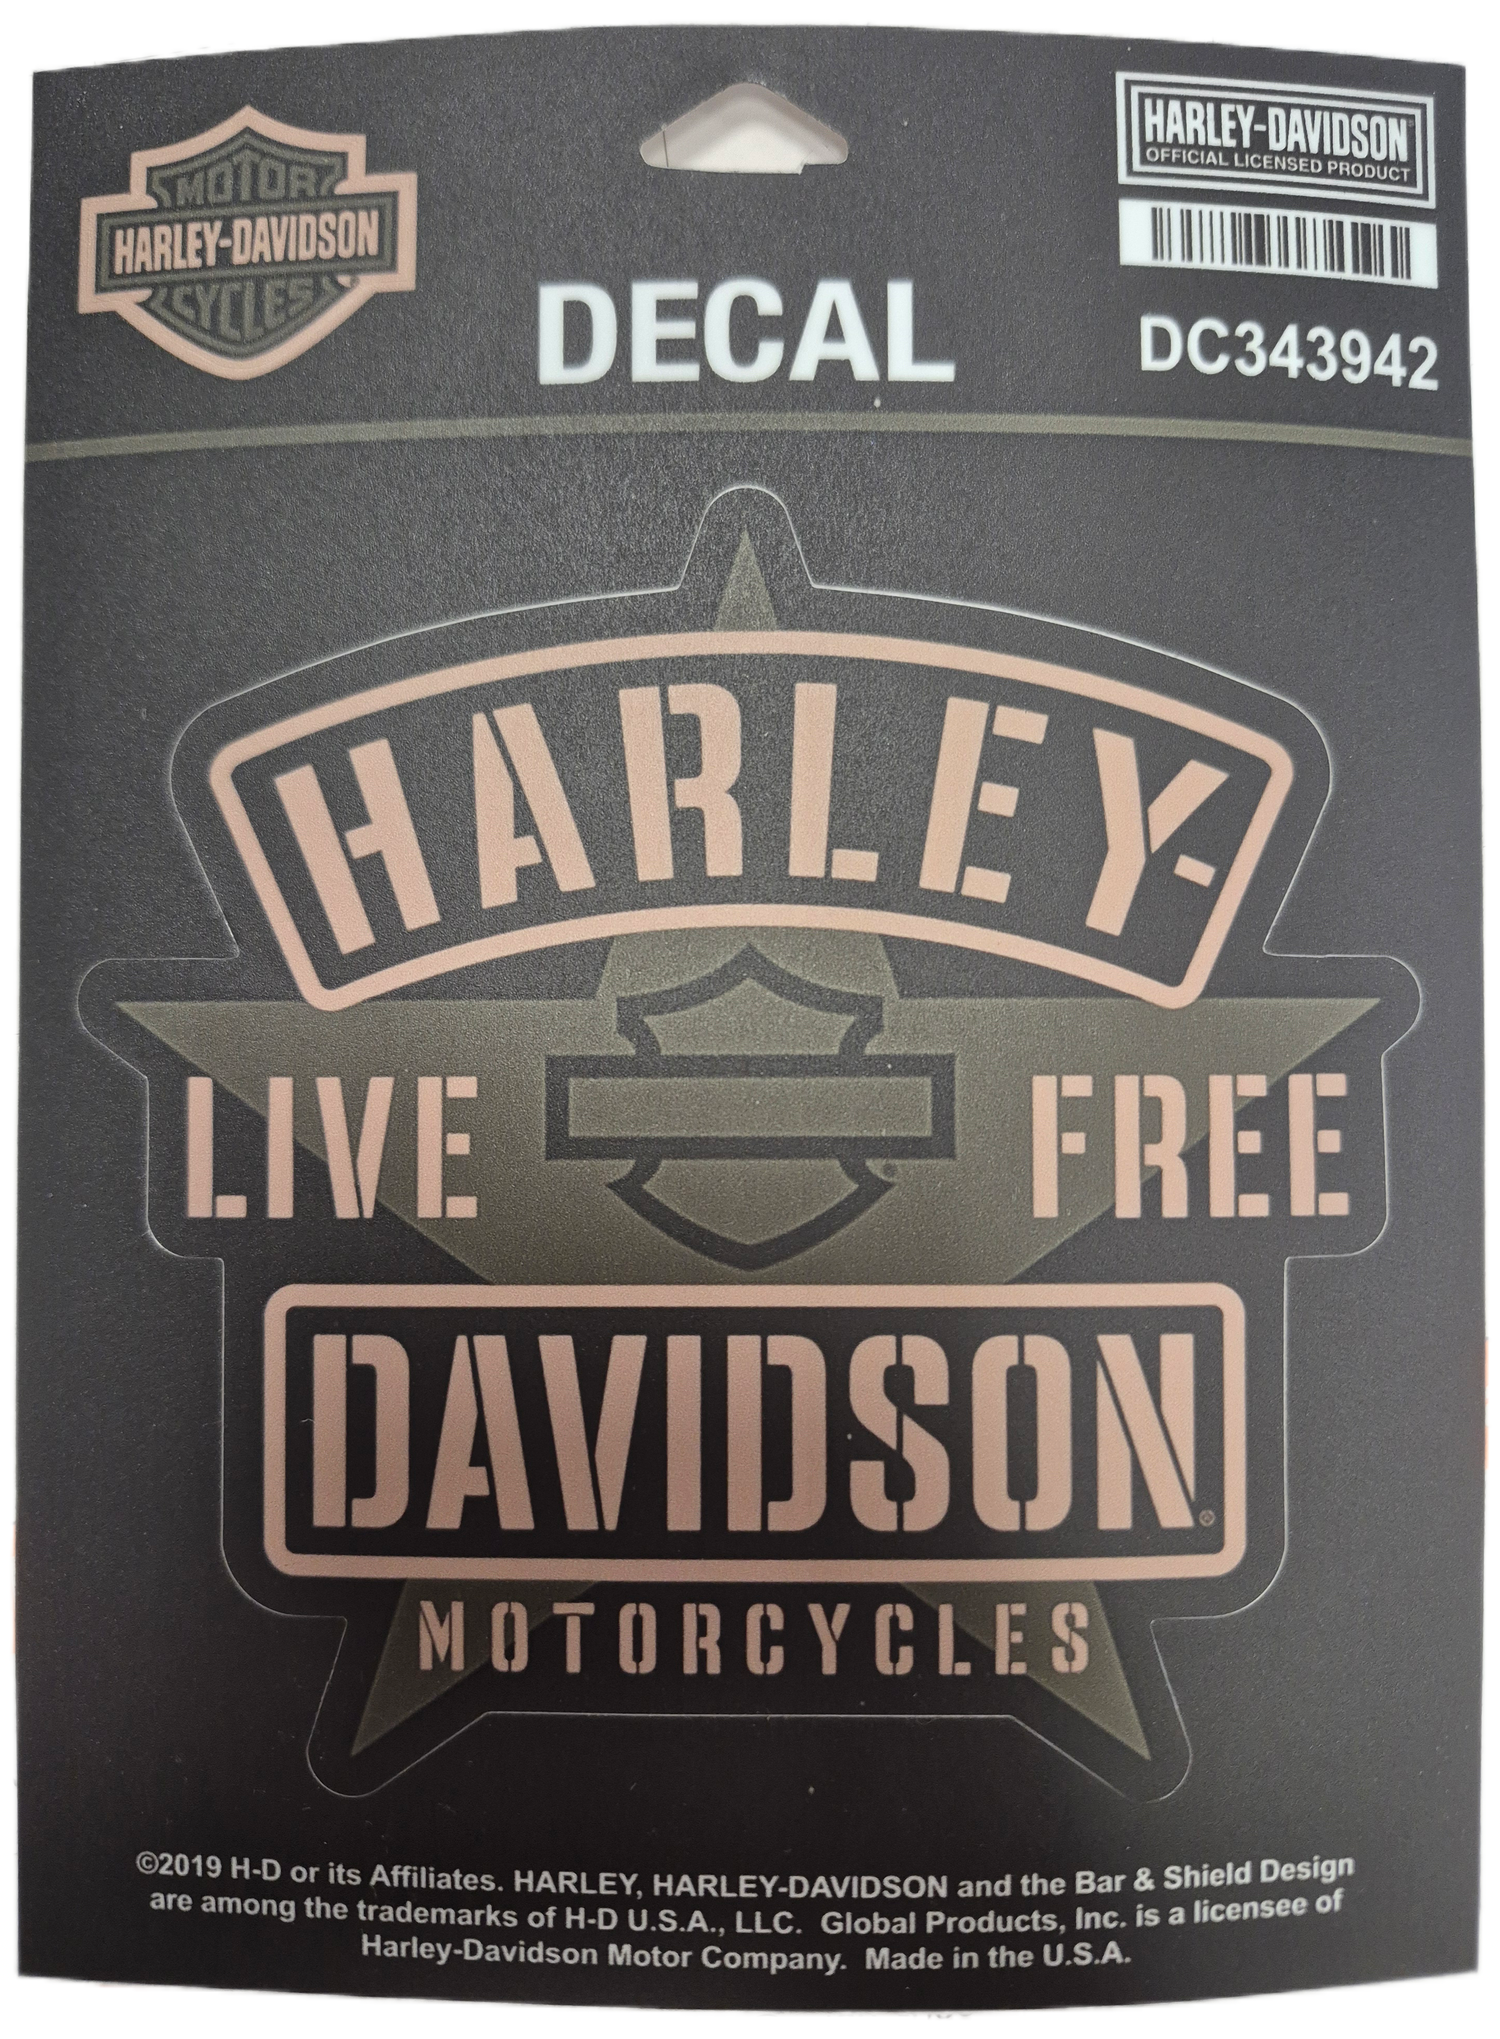 MOTOR
HARLEY-DAVIDSON
CYCLES
HARLEY-DAVIDSON
OFFICIAL LICENSED PRODUCT
DECAL
DC343942
HARLEY-
LIVE FREE
DAVIDSON®
MOTORCYCLES
©2019 H-D or its Affiliates. HARLEY, HARLEY-DAVIDSON and the Bar & Shield Design
are among the trademarks of H-D U.S.A., LLC. Global Products, Inc. is a licensee of
Harley-Davidson Motor Company. Made in the U.S.A.